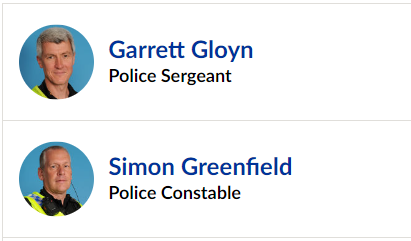 Garrett Gloyn
Police Sergeant
Simon Greenfield
Police Constable